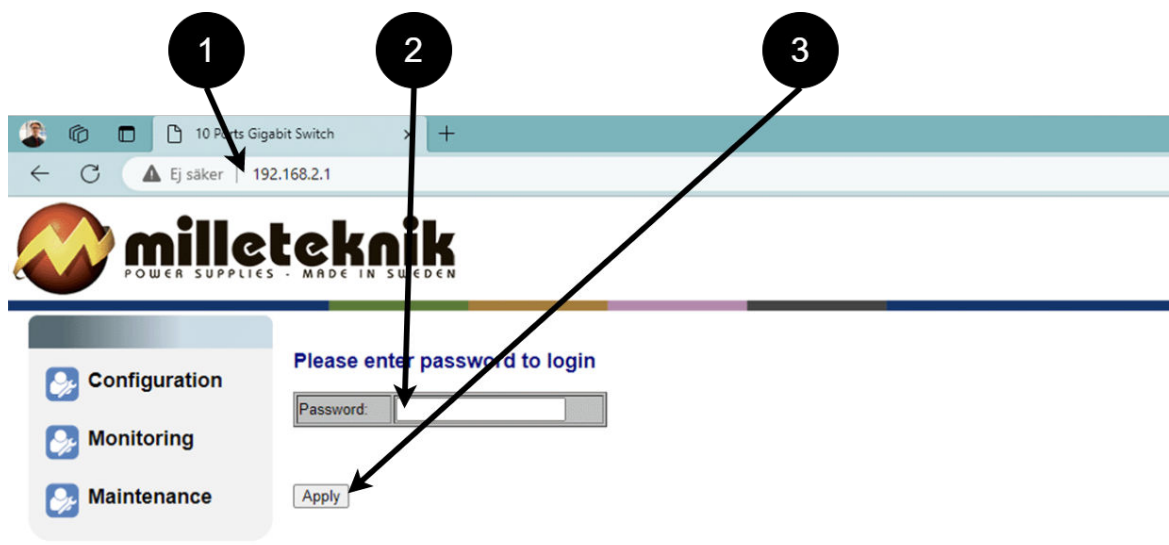 1 2 3
10 Ports Gigabit Switch
Ej säker 192.168.2.1
milleteknik
POWER SUPPLIES - MADE IN SWEDEN
Please enter password to login
Configuration
Password:
Monitoring
Maintenance
Apply